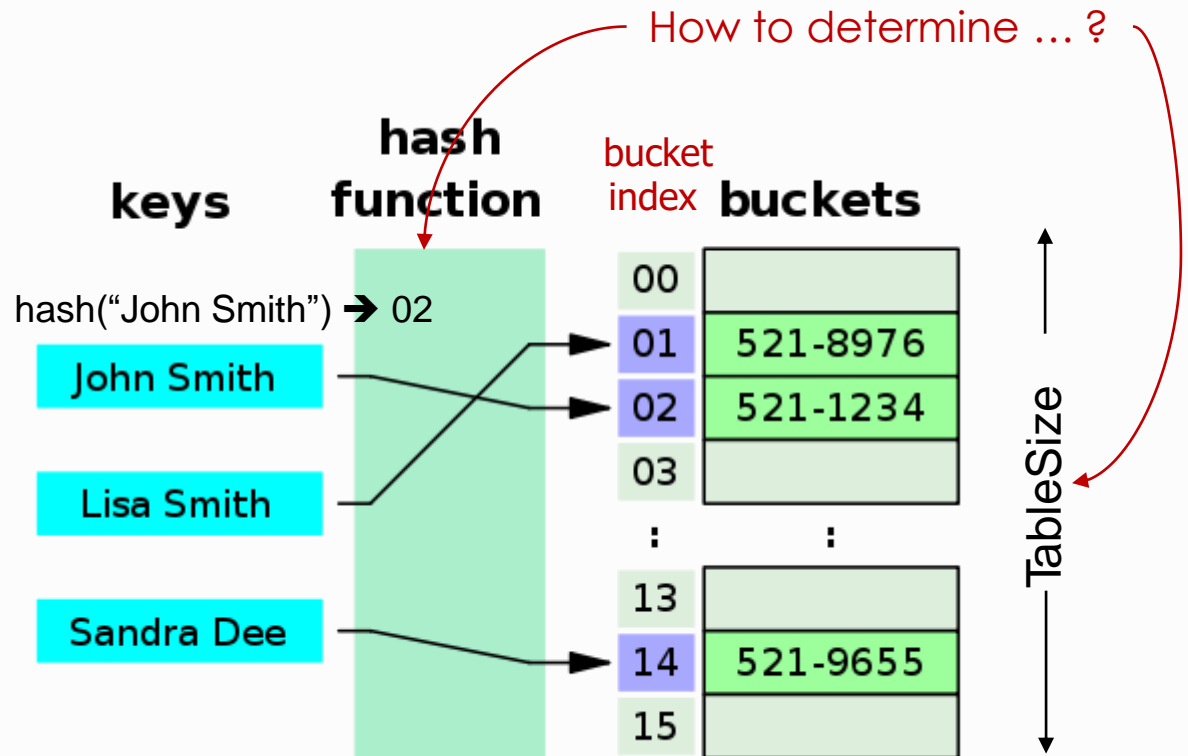 How to determine … ?
hash
function
keys
bucket
index
buckets
hash(“John Smith”) ➔ 02
John Smith
Lisa Smith
Sandra Dee
00
01 521-8976
02 521-1234
03
: :
13
14 521-9655
15
TableSize